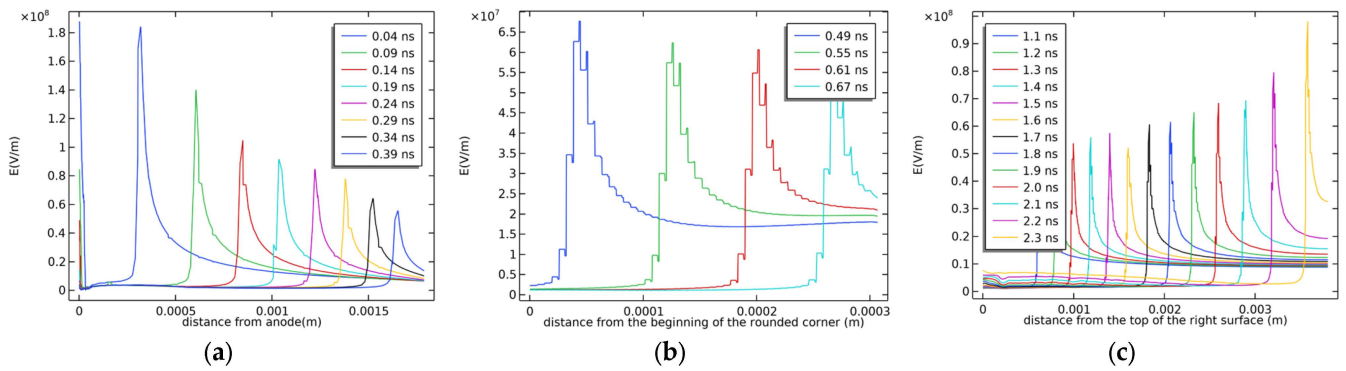 ×10⁸
1.8
1.6
1.4
1.2
1
0.8
0.6
0.4
0.2
0
E(V/m)
0.04 ns
0.09 ns
0.14 ns
0.19 ns
0.24 ns
0.29 ns
0.34 ns
0.39 ns
0 0.0005 0.001 0.0015
distance from anode(m)
(a)
×10⁷
6.5
6
5.5
5
4.5
4
3.5
3
2.5
2
1.5
1
0.5
0
E(V/m)
0.49 ns
0.55 ns
0.61 ns
0.67 ns
0 0.0001 0.0002 0.0003
distance from the beginning of the rounded corner (m)
(b)
×10⁸
0.9
0.8
0.7
0.6
0.5
0.4
0.3
0.2
0.1
0
E(V/m)
1.1 ns
1.2 ns
1.3 ns
1.4 ns
1.5 ns
1.6 ns
1.7 ns
1.8 ns
1.9 ns
2.0 ns
2.1 ns
2.2 ns
2.3 ns
0 0.001 0.002 0.003
distance from the top of the right surface (m)
(c)